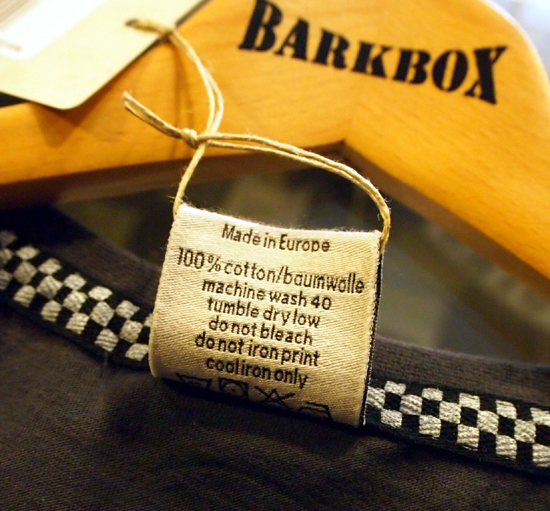 BARKBOX
Made in Europe
100% cotton/baumwolle
machine wash 40
tumble dry low
do not bleach
do not iron print
cool iron only